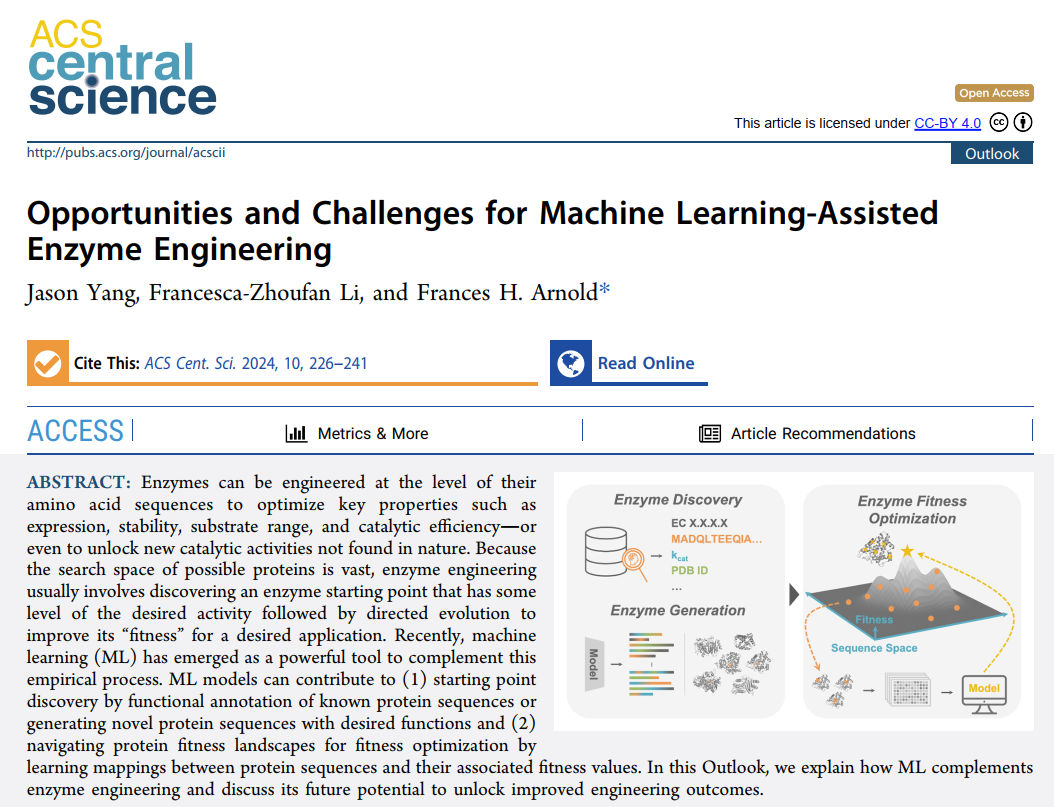 ACS
central
science
Open Access
This article is licensed under CC-BY 4.0
http://pubs.acs.org/journal/acscii
Outlook
Opportunities and Challenges for Machine Learning-Assisted
Enzyme Engineering
Jason Yang, Francesca-Zhoufan Li, and Frances H. Arnold*
Cite This: ACS Cent. Sci. 2024, 10, 226–241
Read Online
ACCESS
Metrics & More
Article Recommendations
ABSTRACT: Enzymes can be engineered at the level of their
amino acid sequences to optimize key properties such as
expression, stability, substrate range, and catalytic efficiency—or
even to unlock new catalytic activities not found in nature. Because
the search space of possible proteins is vast, enzyme engineering
usually involves discovering an enzyme starting point that has some
level of the desired activity followed by directed evolution to
improve its “fitness” for a desired application. Recently, machine
learning (ML) has emerged as a powerful tool to complement this
empirical process. ML models can contribute to (1) starting point
discovery by functional annotation of known protein sequences or
generating novel protein sequences with desired functions and (2)
navigating protein fitness landscapes for fitness optimization by
learning mappings between protein sequences and their associated fitness values. In this Outlook, we explain how ML complements
enzyme engineering and discuss its future potential to unlock improved engineering outcomes.
Enzyme Discovery
EC X.X.X.X
MADQLTEEQIA...
kcat
PDB ID
...
Enzyme Generation
Model
Enzyme Fitness
Optimization
Fitness
Sequence Space
Model